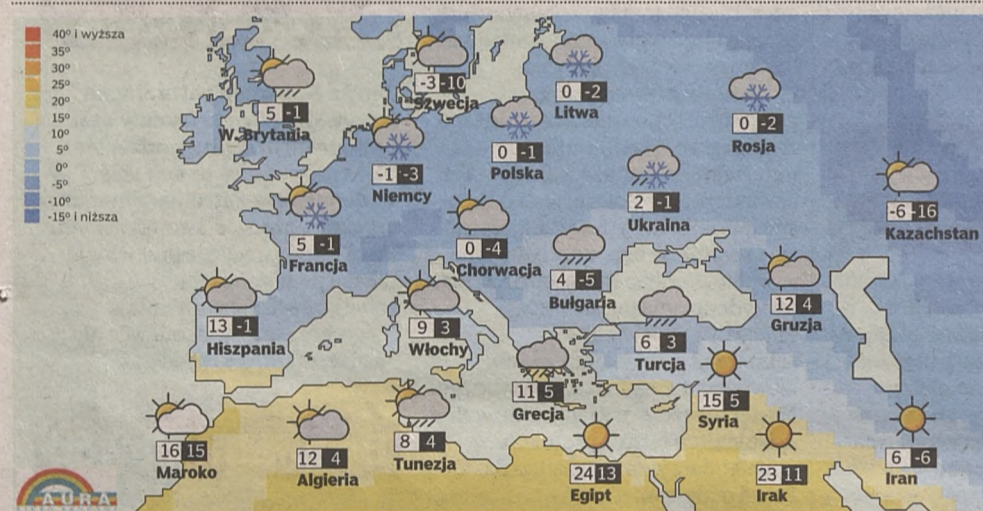 40° i wyższa
35°
30°
25°
20°
15°
10°
5°
0°
-5°
-10°
-15° i niższa
5 -1
W. Brytania
-3 -10
Szwecja
0 -2
Litwa
0 -2
Rosja
-1 -3
Niemcy
0 -1
Polska
2 -1
Ukraina
-6 -16
Kazachstan
5 -1
Francja
0 -4
Chorwacja
4 -5
Bułgaria
12 4
Gruzja
13 -1
Hiszpania
9 3
Włochy
6 3
Turcja
11 5
Grecja
15 5
Syria
16 15
Maroko
12 4
Algieria
8 4
Tunezja
24 13
Egipt
23 11
Irak
6 -6
Iran
AURA